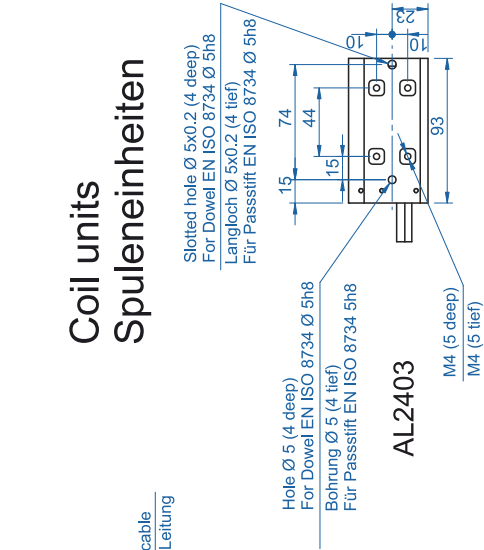 Coil units
Spuleneinheiten
Slotted hole Ø 5x0.2 (4 deep)
For Dowel EN ISO 8734 Ø 5h8
Langloch Ø 5x0.2 (4 tief)
Für Passstift EN ISO 8734 Ø 5h8
23
10
10
74
44
15
15
93
Hole Ø 5 (4 deep)
For Dowel EN ISO 8734 Ø 5h8
Bohrung Ø 5 (4 tief)
Für Passstift EN ISO 8734 5h8
AL2403
M4 (5 deep)
M4 (5 tief)
cable
Leitung